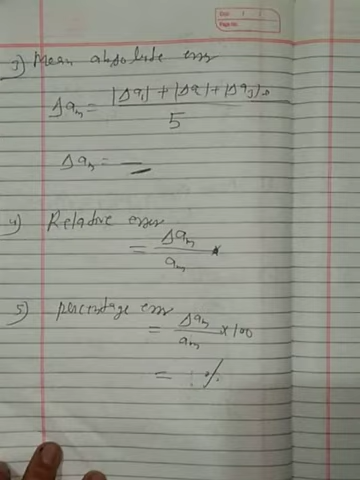 3) Mean absolute error
Δam = |Δa1| + |Δa| + |Δa3|..
5
Δam = —
4) Relative error
= Δam
am
5) percentage error
= Δam × 100
am
= %